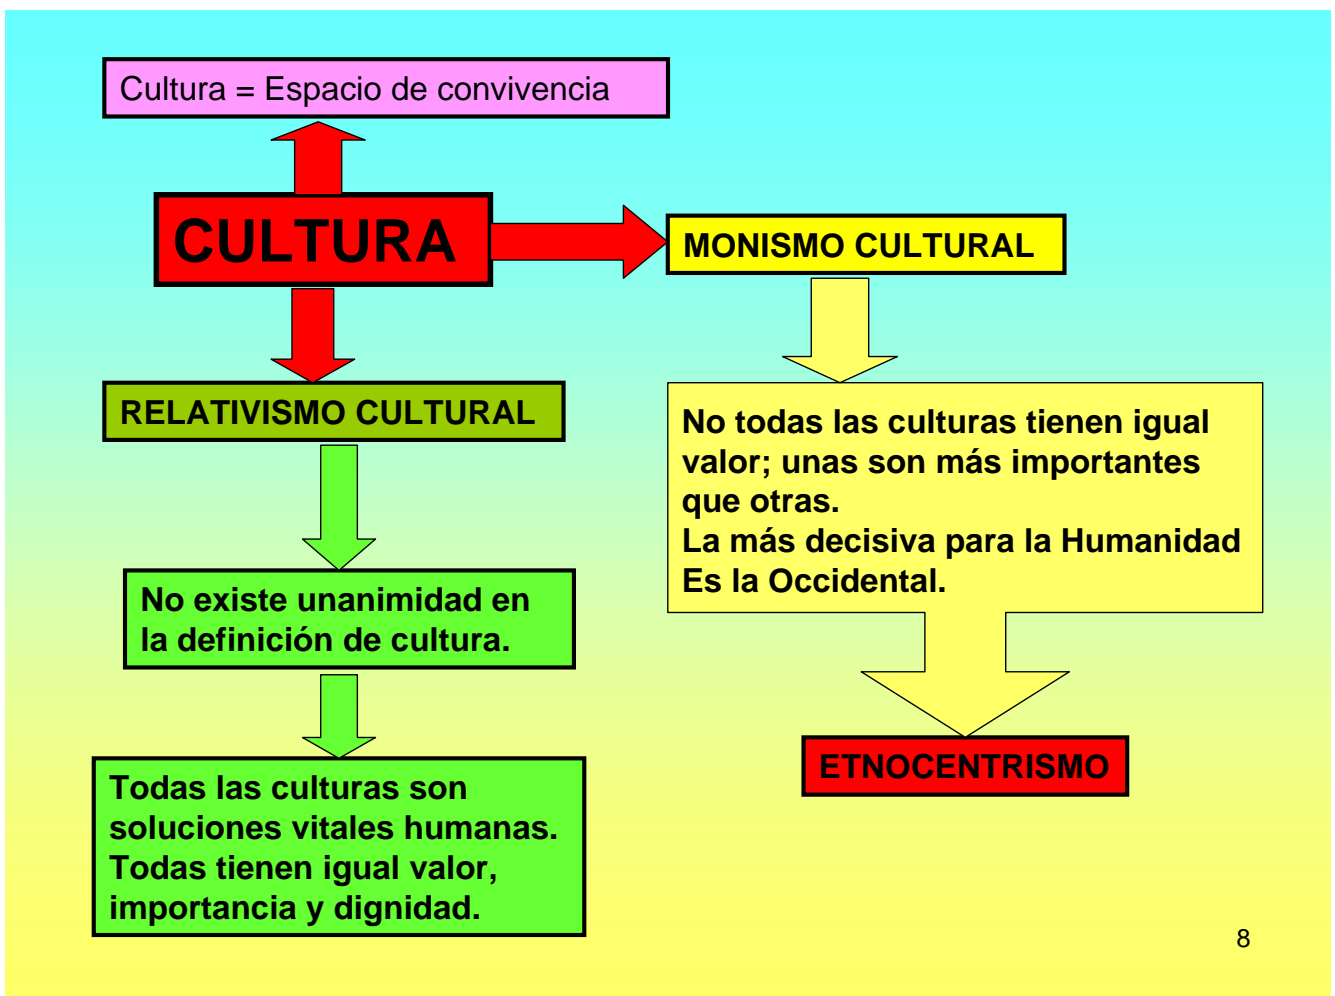 Cultura = Espacio de convivencia
CULTURA
MONISMO CULTURAL
RELATIVISMO CULTURAL
No todas las culturas tienen igual
valor; unas son más importantes
que otras.
La más decisiva para la Humanidad
Es la Occidental.
No existe unanimidad en
la definición de cultura.
ETNOCENTRISMO
Todas las culturas son
soluciones vitales humanas.
Todas tienen igual valor,
importancia y dignidad.
8